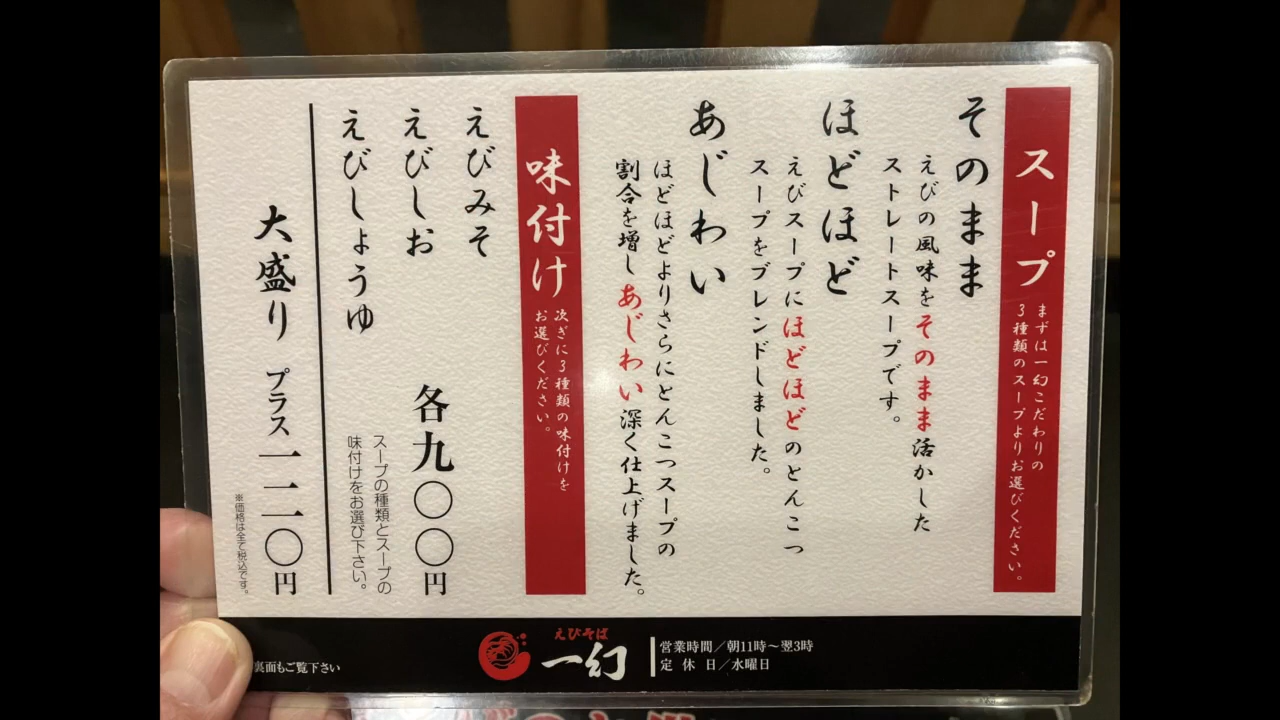 スープ
まずは一幻こだわりの
3種類のスープよりお選びください。
そのまま
えびの風味をそのまま活かした
ストレートスープです。
ほどほど
えびスープにほどほどのとんこつ
スープをブレンドしました。
あじわい
ほどほどよりさらにとんこつスープの
割合を増しあじわい深く仕上げました。
味付け
次ぎに3種類の味付けを
お選びください。
えびみそ
えびしお
えびしょうゆ
各九〇〇円
スープの種類とスープの
味付けをお選び下さい。
大盛り プラス一一〇円
※価格は全て税込です。
裏面もご覧下さい
えびそば
一幻
営業時間／朝11時～翌3時
定休日／水曜日